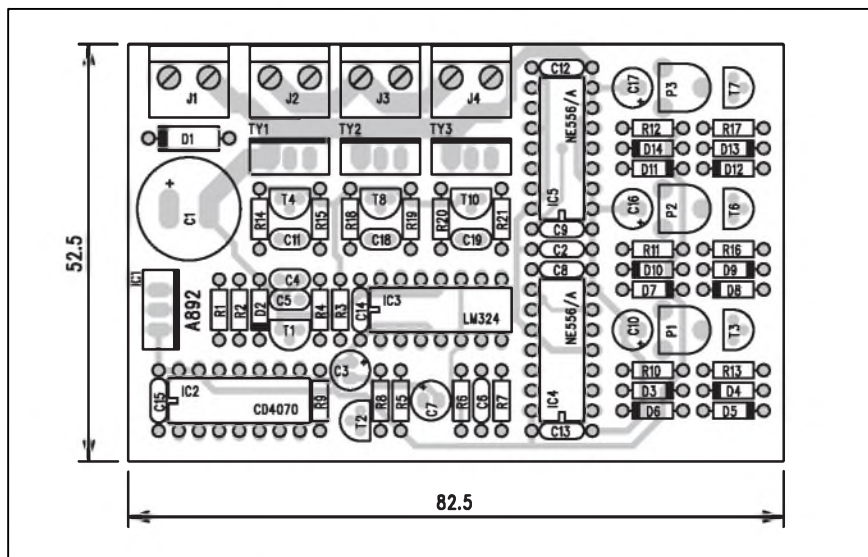 J1 J2 J3 J4
C12
C17 P3 T7
NE556/A
TY1 TY2 TY3
D1
R12 R17
D14 D13
D11 D12
C1
R14 T4 R15 R18 T8 R19 R20 T10 R21
C11 C18 C19
IC5
C9
C16 P2 T6
C2
C8
R11 R16
D10 D9
D7 D8
IC1
A892
R1 R2 D2 C4 C5 T1 R4 R3 C14
IC3
LM324
NE556/A
IC4
C10 P1 T3
C15
IC2
CD4070
R9
C3
T2
R8 R5 C7 R6 C6 R7
C13
R10 R13
D3 D4
D6 D5
52.5
82.5